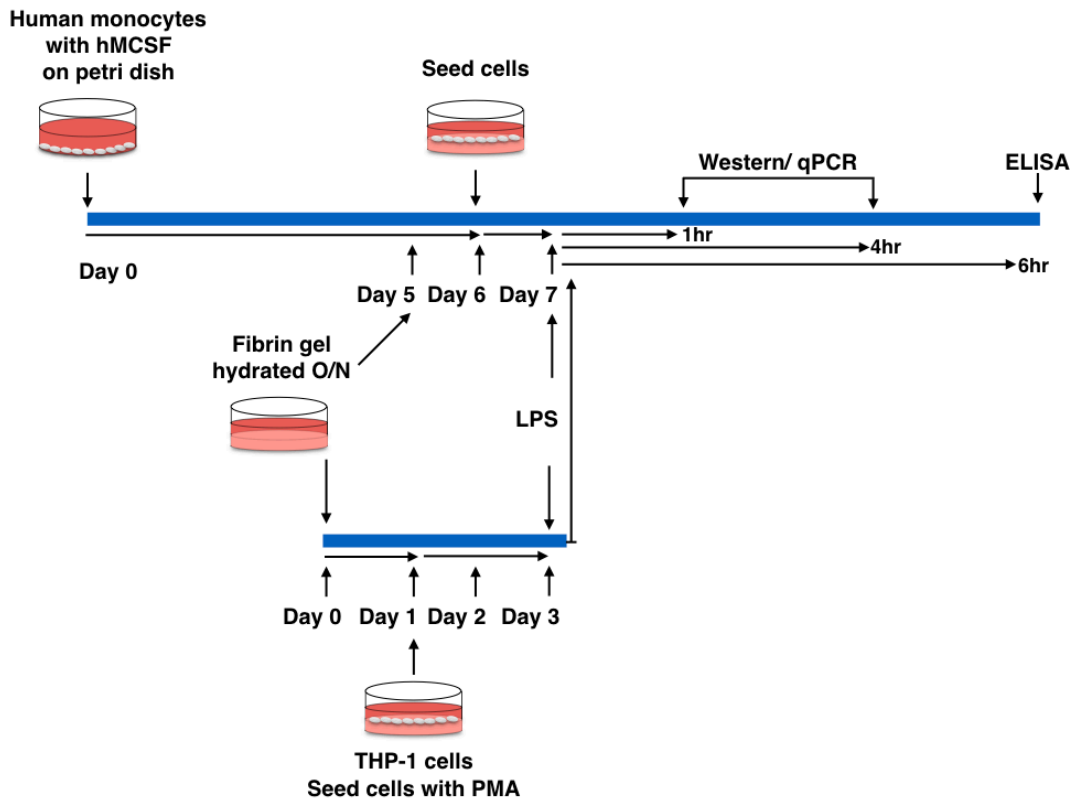 Human monocytes
with hMCSF
on petri dish
Seed cells
Western/ qPCR
ELISA
1hr
4hr
6hr
Day 0
Day 5
Day 6
Day 7
Fibrin gel
hydrated O/N
LPS
Day 0
Day 1
Day 2
Day 3
THP-1 cells
Seed cells with PMA